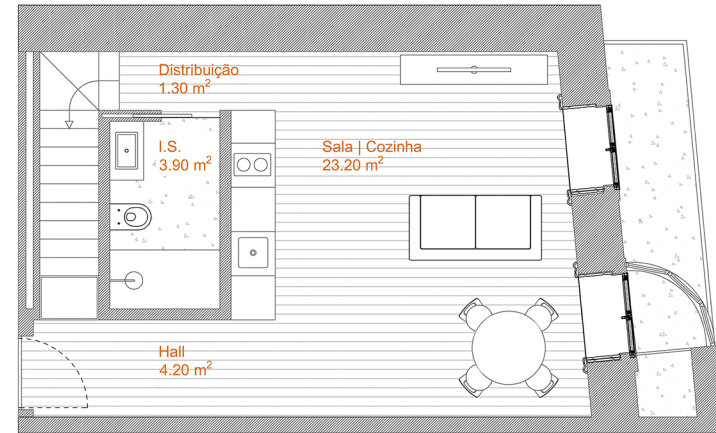 Distribuição
1.30 m²
I.S.
3.90 m²
Sala | Cozinha
23.20 m²
Hall
4.20 m²